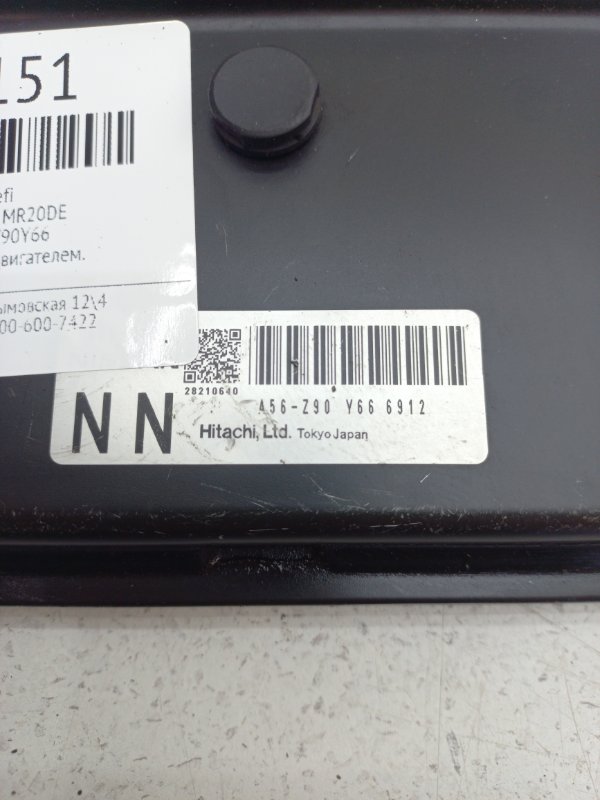 151
efi
MR20DE
Z90Y66
вигателем.
ымовская 12\4
00-600-7422
28210640
A56-Z90 Y66 6912
NN
Hitachi, Ltd. Tokyo Japan